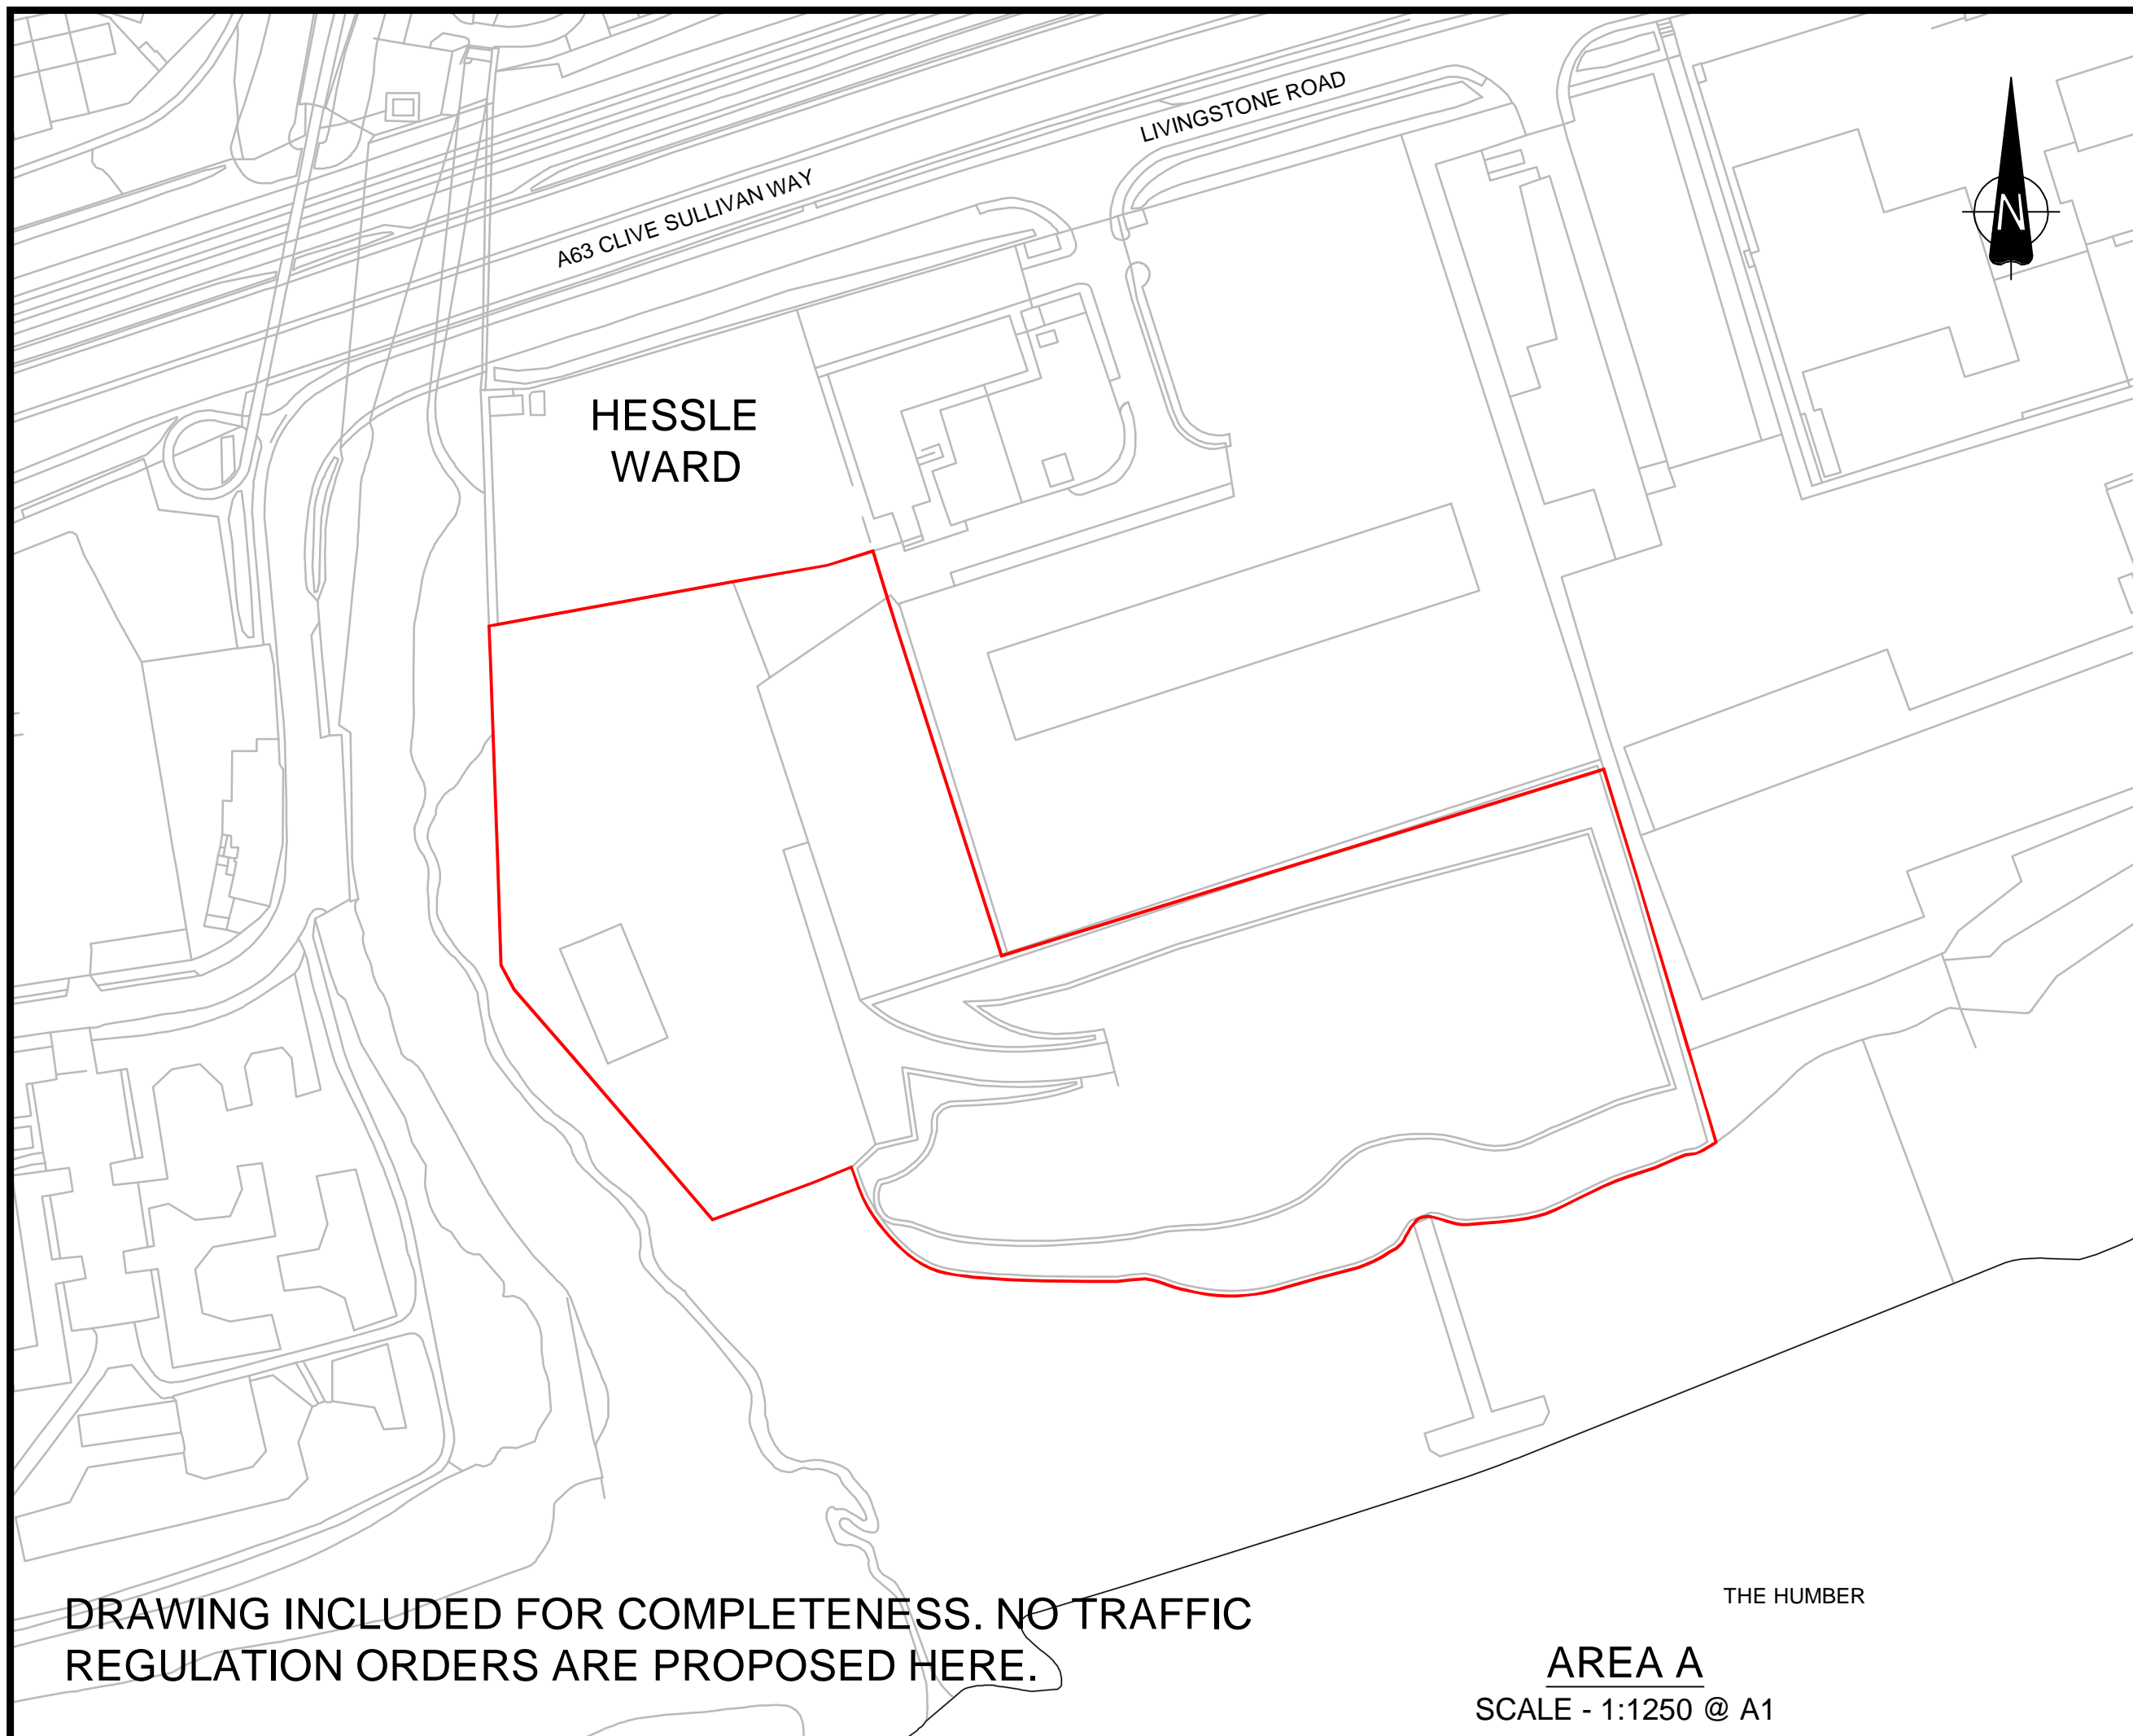 LIVINGSTONE ROAD
A63 CLIVE SULLIVAN WAY
N
HESSLE
WARD
DRAWING INCLUDED FOR COMPLETENESS. NO TRAFFIC
REGULATION ORDERS ARE PROPOSED HERE.
THE HUMBER
AREA A
SCALE - 1:1250 @ A1